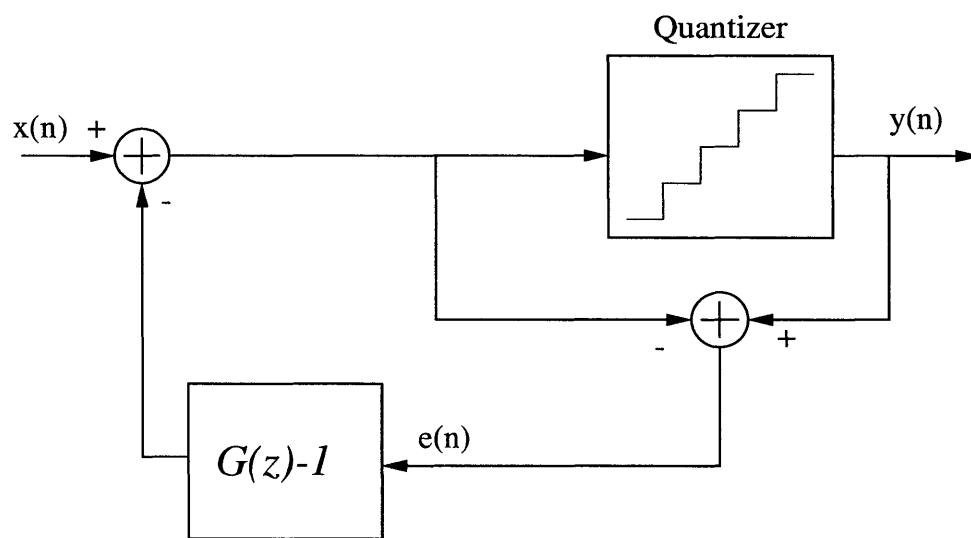 Quantizer
x(n) +
y(n)
-
- +
e(n)
G(z)-1